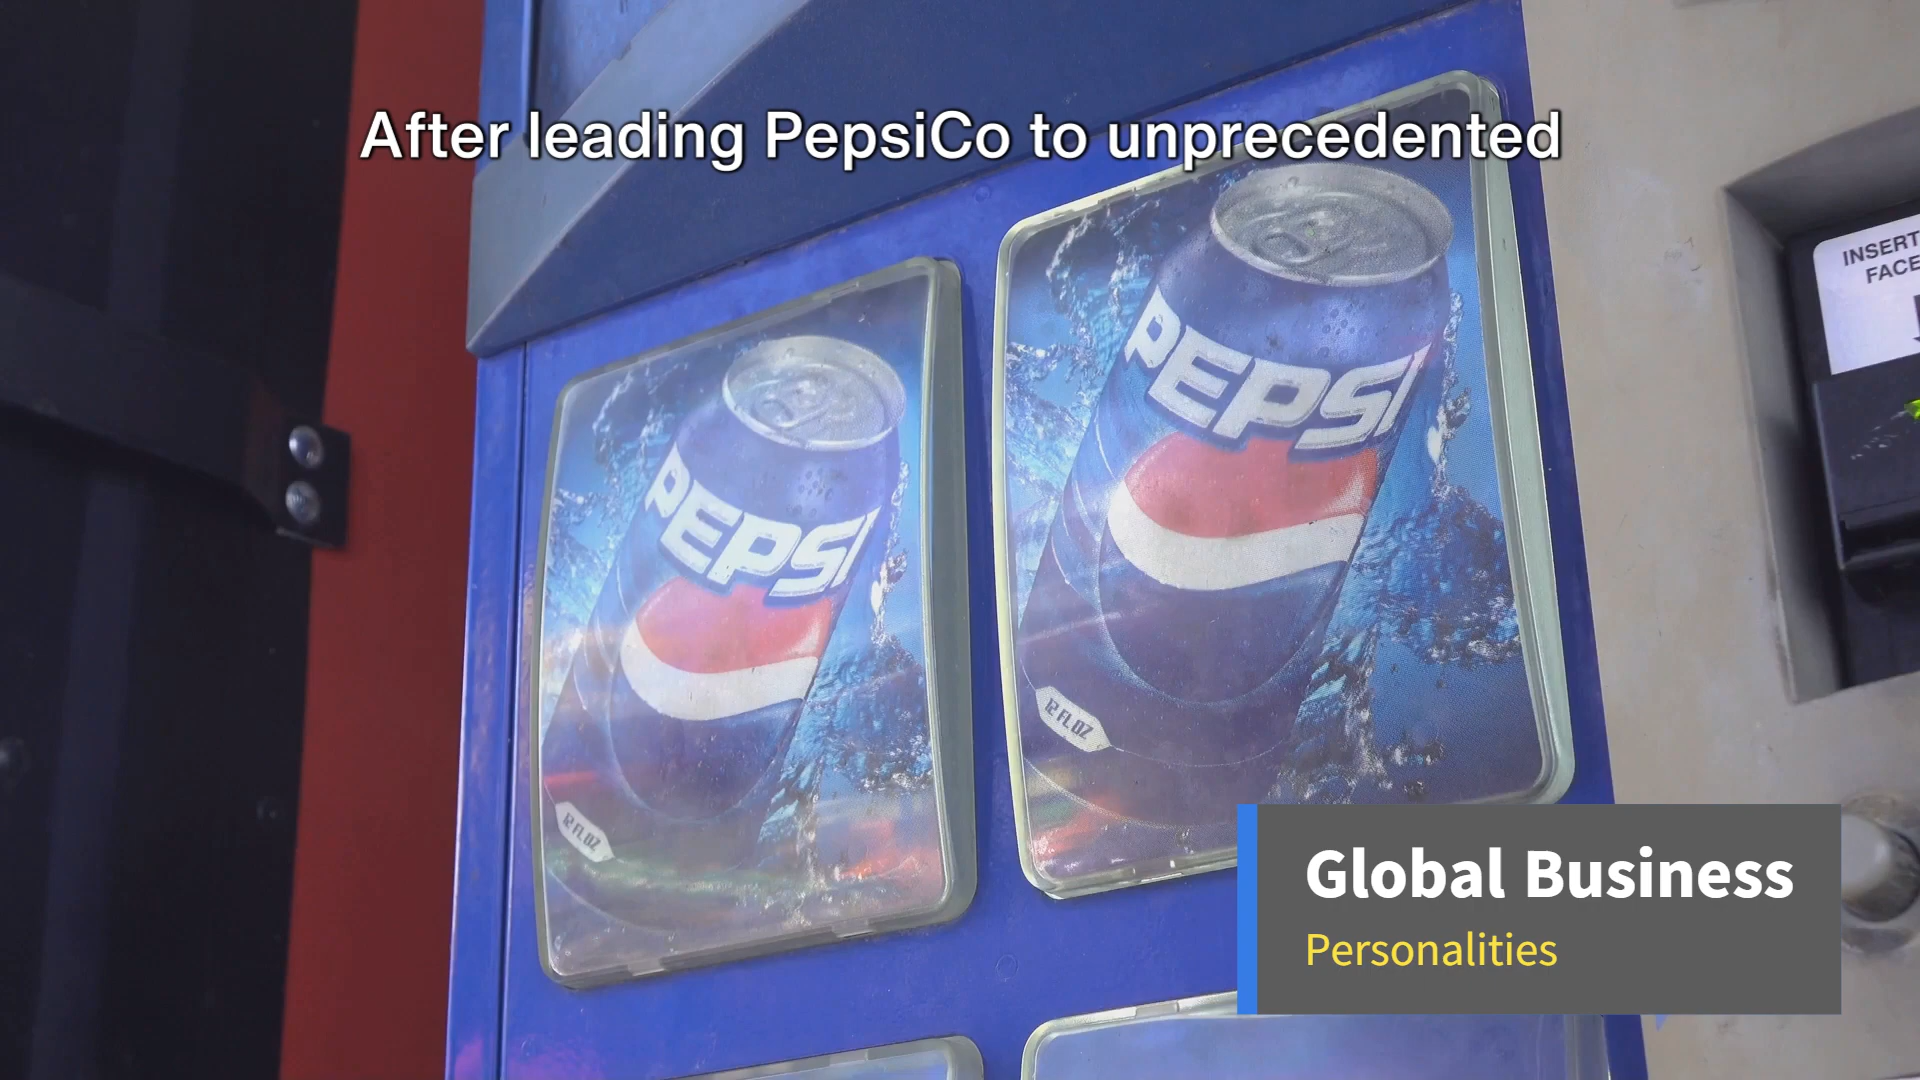 After leading PepsiCo to unprecedented
INSERT
FACE
PEPSI
PEPSI
12 FL OZ
12 FL OZ
Global Business
Personalities